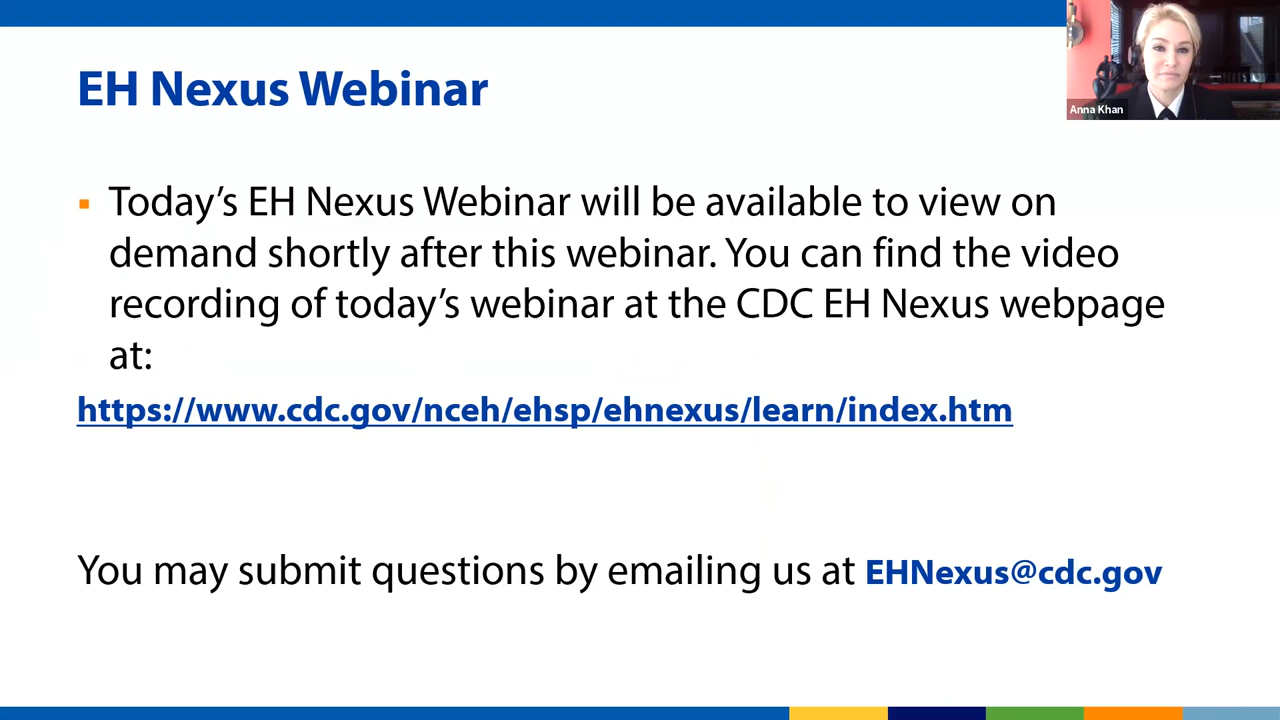 EH Nexus Webinar
Anna Khan
▪ Today’s EH Nexus Webinar will be available to view on
demand shortly after this webinar. You can find the video
recording of today’s webinar at the CDC EH Nexus webpage
at:
https://www.cdc.gov/nceh/ehsp/ehnexus/learn/index.htm
You may submit questions by emailing us at EHNexus@cdc.gov